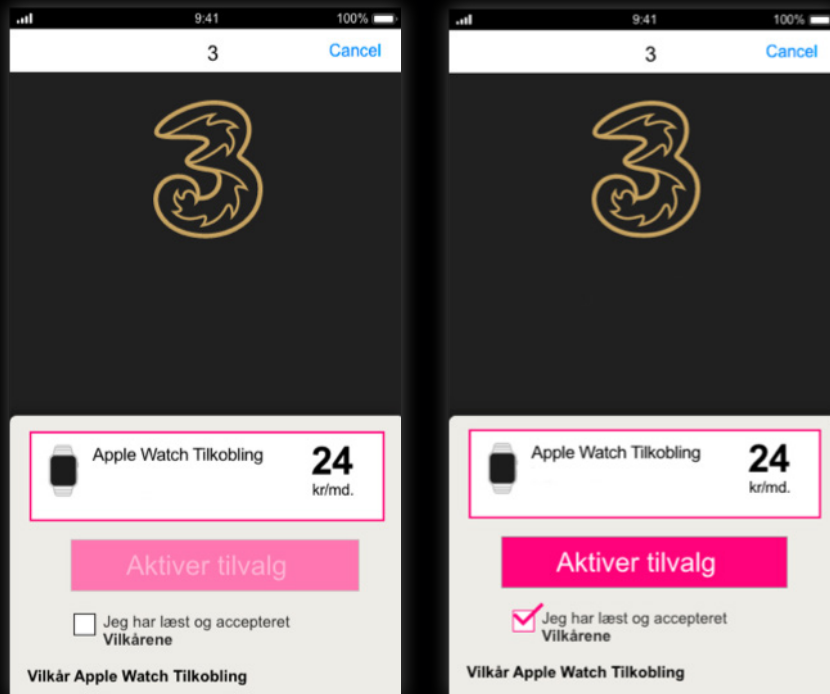 9:41
100%
3
Cancel
3
Apple Watch Tilkobling
24
kr/md.
Aktiver tilvalg
Jeg har læst og accepteret
Vilkårene
Vilkår Apple Watch Tilkobling
9:41
100%
3
Cancel
3
Apple Watch Tilkobling
24
kr/md.
Aktiver tilvalg
Jeg har læst og accepteret
Vilkårene
Vilkår Apple Watch Tilkobling